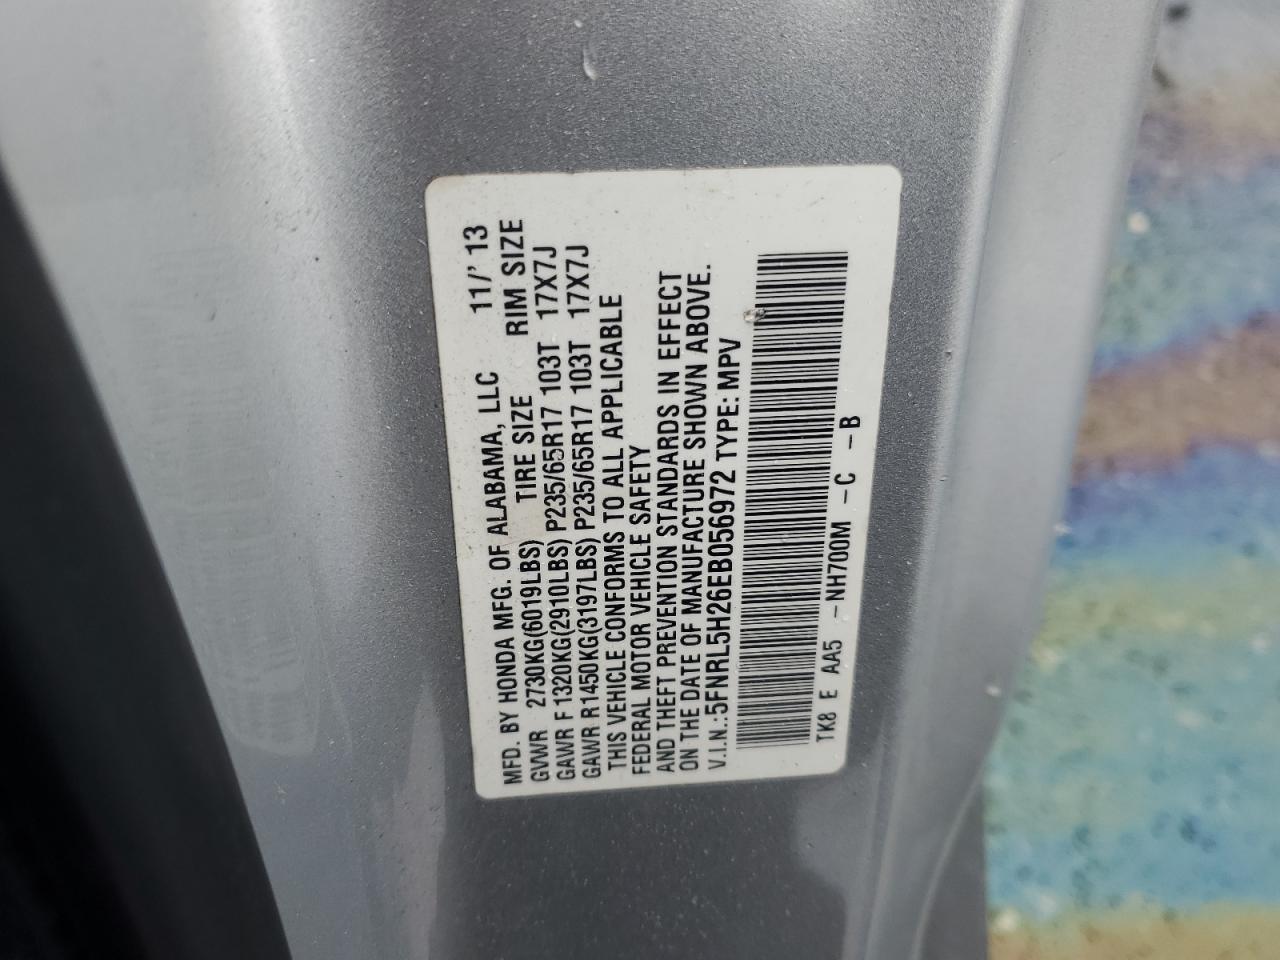 MFD. BY HONDA MFG. OF ALABAMA, LLC 11/' 13
GVWR 2730KG(6019LBS) TIRE SIZE RIM SIZE
GAWR F 1320KG(2910LBS) P235/65R17 103T 17X7J
GAWR R1450KG(3197LBS) P235/65R17 103T 17X7J
THIS VEHICLE CONFORMS TO ALL APPLICABLE
FEDERAL MOTOR VEHICLE SAFETY
AND THEFT PREVENTION STANDARDS IN EFFECT
ON THE DATE OF MANUFACTURE SHOWN ABOVE.
V.I.N.:5FNRL5H26EB056972 TYPE: MPV
TK8 E AA5 -NH700M -C -B